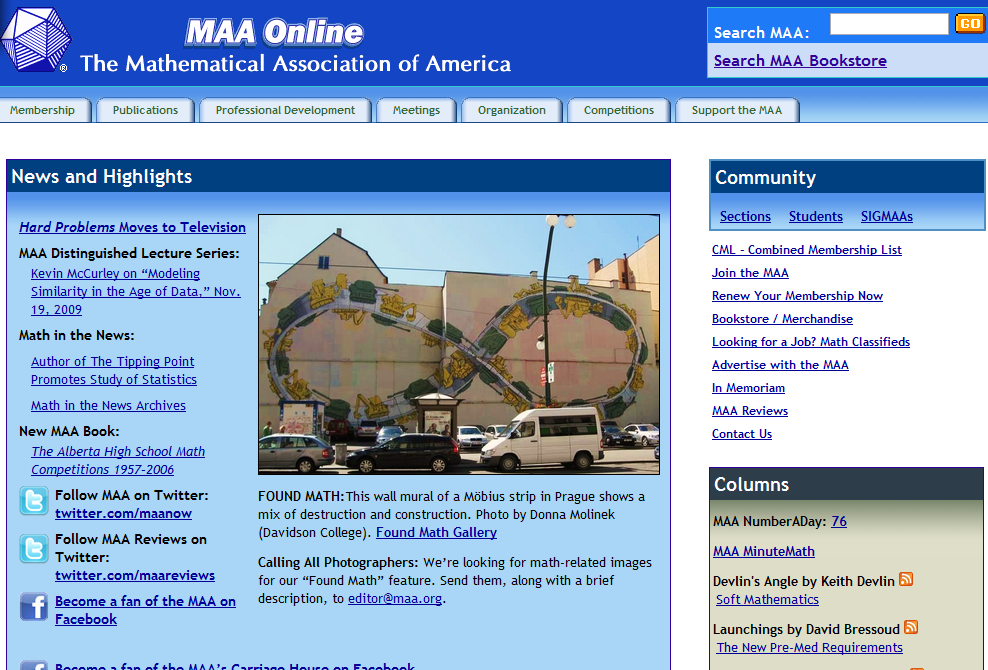 MAA Online
The Mathematical Association of America
Search MAA:
GO
Search MAA Bookstore
Membership
Publications
Professional Development
Meetings
Organization
Competitions
Support the MAA
News and Highlights
Hard Problems Moves to Television
MAA Distinguished Lecture Series:
Kevin McCurley on “Modeling
Similarity in the Age of Data,” Nov.
19, 2009
Math in the News:
Author of The Tipping Point
Promotes Study of Statistics
Math in the News Archives
New MAA Book:
The Alberta High School Math
Competitions 1957-2006
Follow MAA on Twitter:
twitter.com/maanow
Follow MAA Reviews on
Twitter:
twitter.com/maareviews
Become a fan of the MAA on
Facebook
Become a fan of the MAA's Carriage House on Facebook
FOUND MATH:This wall mural of a Möbius strip in Prague shows a
mix of destruction and construction. Photo by Donna Molinek
(Davidson College). Found Math Gallery
Calling All Photographers: We’re looking for math-related images
for our “Found Math” feature. Send them, along with a brief
description, to editor@maa.org.
Community
Sections Students SIGMAAs
CML - Combined Membership List
Join the MAA
Renew Your Membership Now
Bookstore / Merchandise
Looking for a Job? Math Classifieds
Advertise with the MAA
In Memoriam
MAA Reviews
Contact Us
Columns
MAA NumberADay: 76
MAA MinuteMath
Devlin's Angle by Keith Devlin
Soft Mathematics
Launchings by David Bressoud
The New Pre-Med Requirements